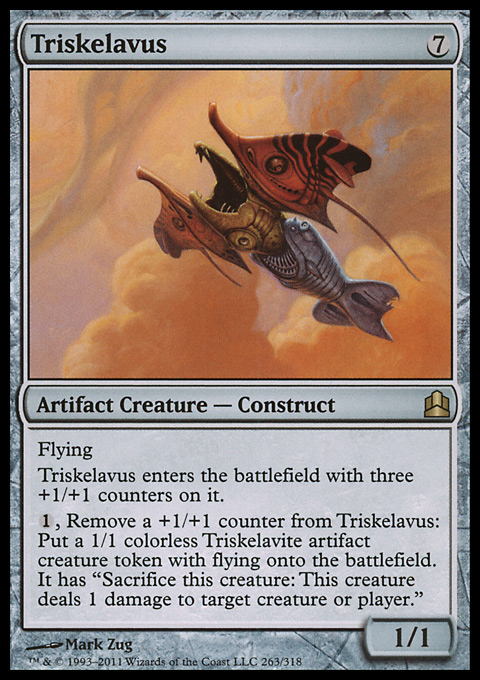 Triskelavus 7
Artifact Creature — Construct
Flying
Triskelavus enters the battlefield with three
+1/+1 counters on it.
1, Remove a +1/+1 counter from Triskelavus:
Put a 1/1 colorless Triskelavite artifact
creature token with flying onto the battlefield.
It has “Sacrifice this creature: This creature
deals 1 damage to target creature or player.”
Mark Zug
1/1
™ & © 1993–2011 Wizards of the Coast LLC 263/318